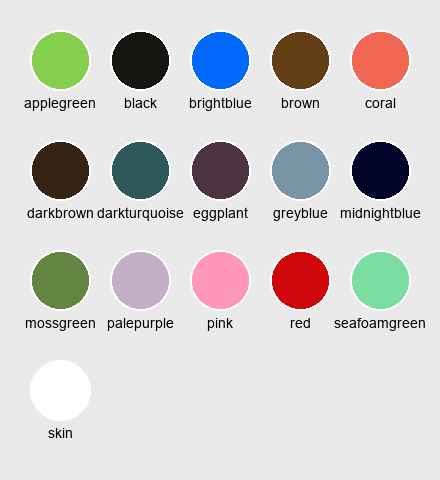 applegreen black brightblue brown coral
darkbrown darkturquoise eggplant greyblue midnightblue
mossgreen palepurple pink red seafoamgreen
skin